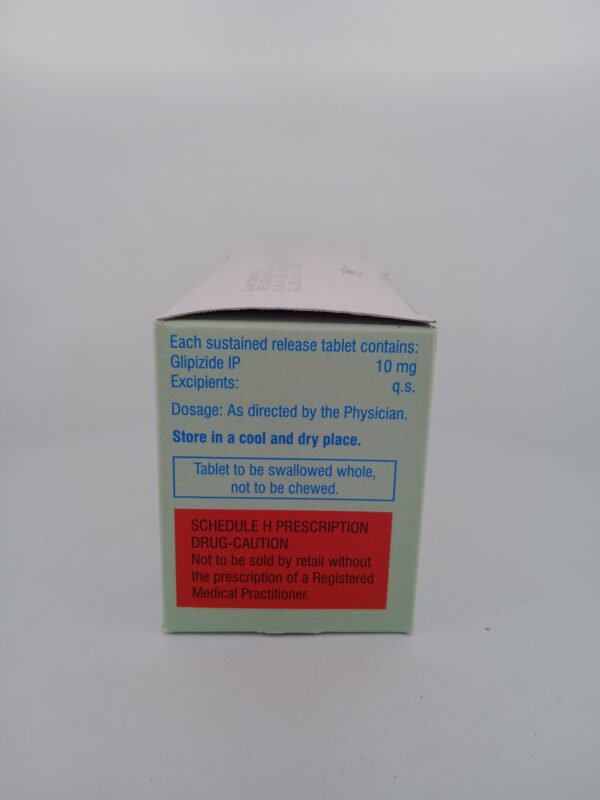 Each sustained release tablet contains:
Glipizide IP 10 mg
Excipients: q.s.
Dosage: As directed by the Physician.
Store in a cool and dry place.
Tablet to be swallowed whole,
not to be chewed.
SCHEDULE H PRESCRIPTION
DRUG-CAUTION
Not to be sold by retail without
the prescription of a Registered
Medical Practitioner.